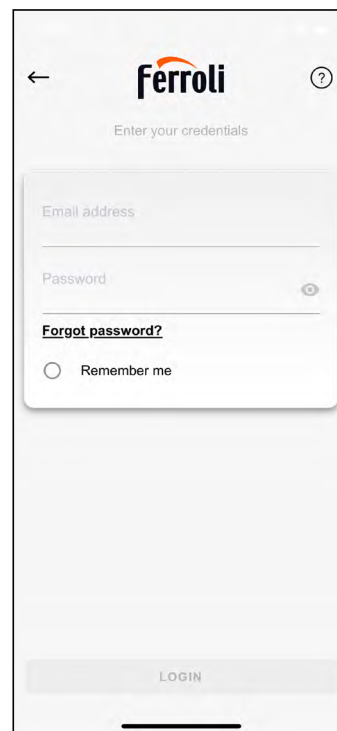 Ferroli
?
Enter your credentials
Email address
Password
Forgot password?
Remember me
LOGIN